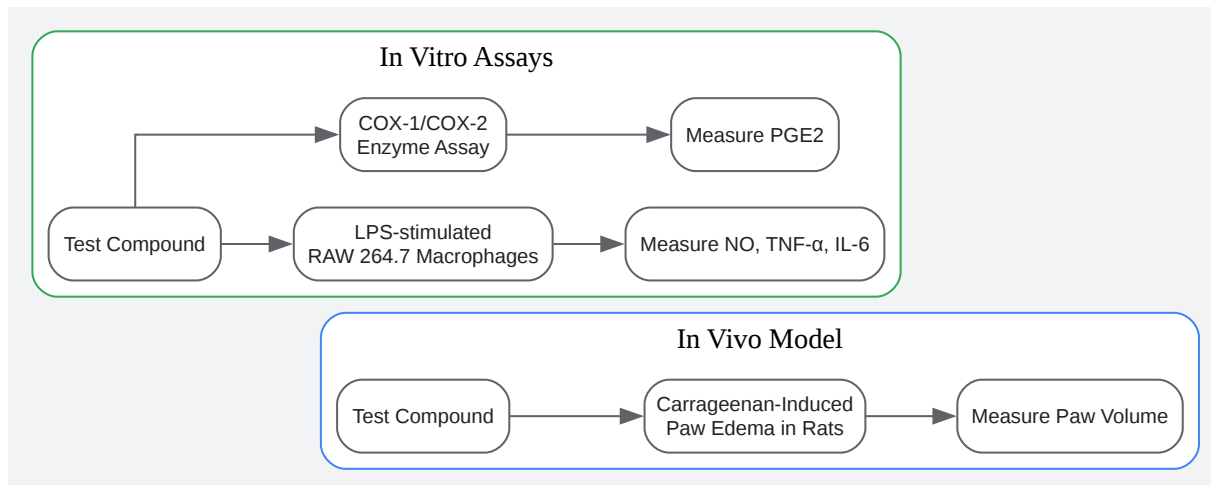 In Vitro Assays
COX-1/COX-2
Enzyme Assay
Measure PGE2
Test Compound
LPS-stimulated
RAW 264.7 Macrophages
Measure NO, TNF-α, IL-6
In Vivo Model
Test Compound
Carrageenan-Induced
Paw Edema in Rats
Measure Paw Volume